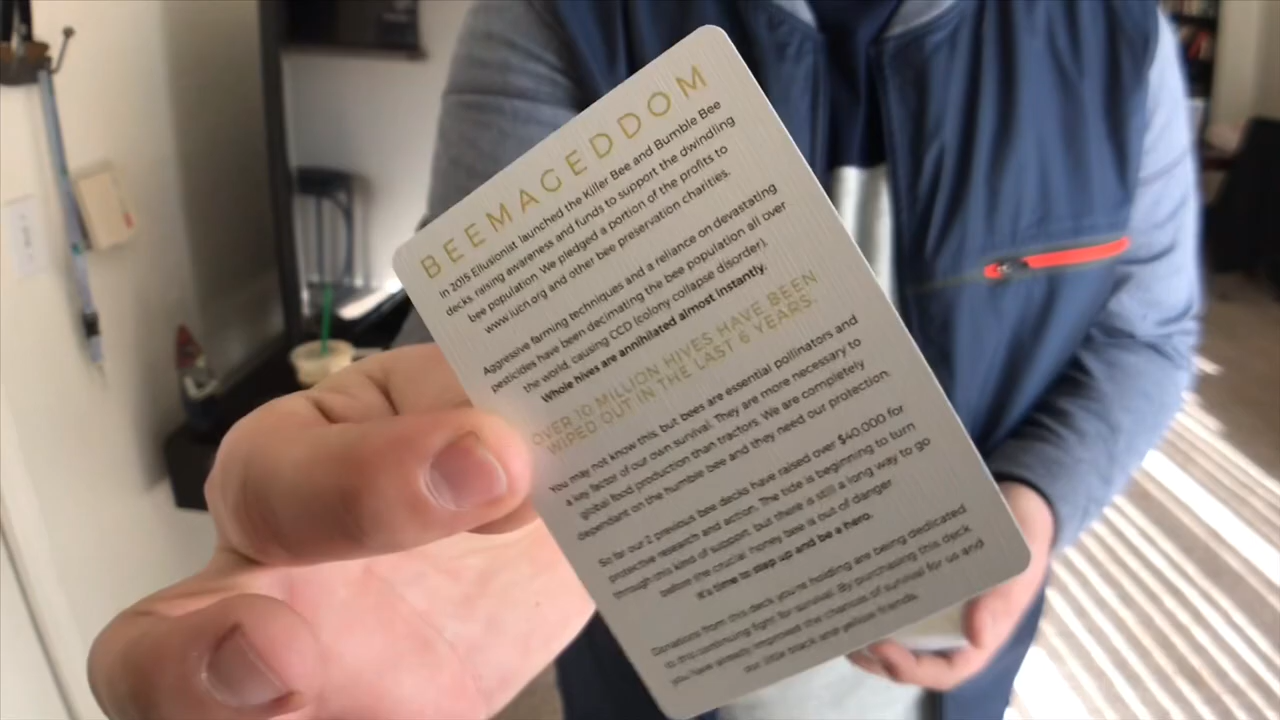 BEEMAGEDDOM
In 2015 Ellusionist launched the Killer Bee and Bumble Bee
decks, raising awareness and funds to support the dwindling
bee population. We pledged a portion of the profits to
www.iucn.org and other bee preservation charities.
Aggressive farming techniques and a reliance on devastating
pesticides have been decimating the bee population all over
the world, causing CCD (colony collapse disorder).
Whole hives are annihilated almost instantly.
OVER 10 MILLION HIVES HAVE BEEN
WIPED OUT IN THE LAST 6 YEARS.
You may not know this, but bees are essential pollinators and
a key factor of our own survival. They are more necessary to
global food production than tractors. We are completely
dependant on the humble bee and they need our protection.
So far our 2 previous bee decks have raised over $40,000 for
protective research and action. The tide is beginning to turn
through this kind of support, but there is still a long way to go
before the crucial honey bee is out of danger
It's time to step up and be a hero.
Donations from this deck you're holding are being dedicated
to this continuing fight for survival. By purchasing this deck
you have already improved the chances of survival for us and
our little black and yellow friends.